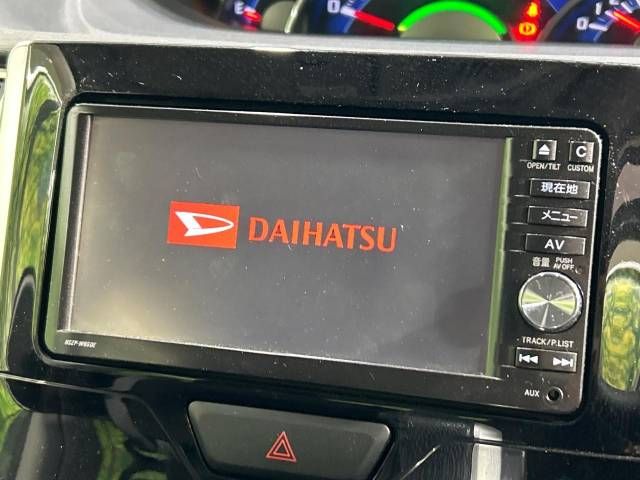 OPEN/TILT
C
CUSTOM
現在地
メニュー
AV
音量
PUSH
AV OFF
DAIHATSU
TRACK/P.LIST
AUX